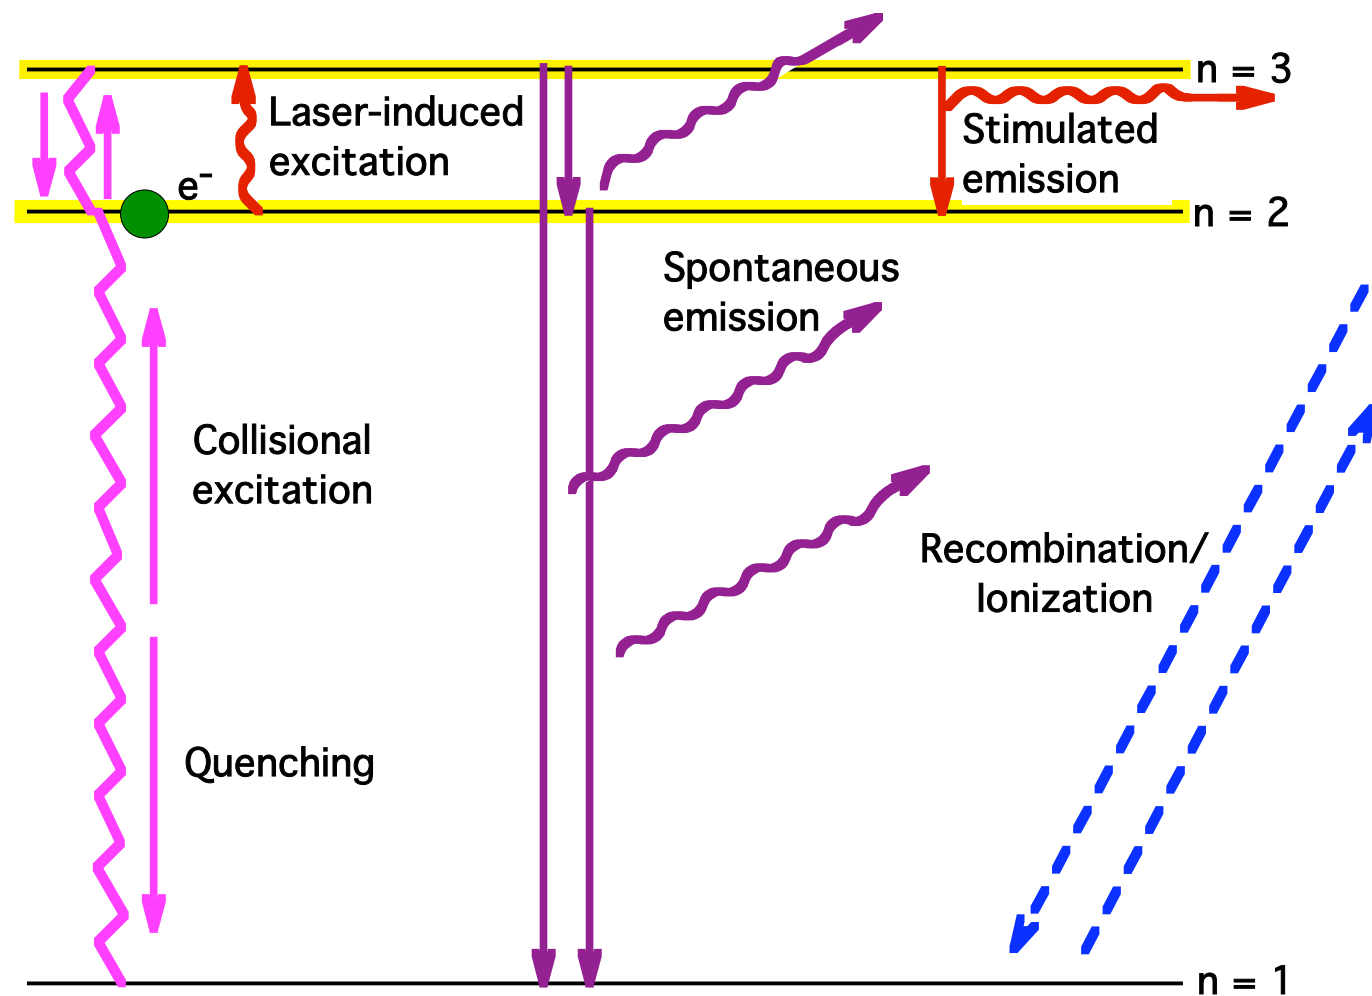 n = 3
Laser-induced
excitation
Stimulated
emission
e⁻
n = 2
Spontaneous
emission
Collisional
excitation
Recombination/
Ionization
Quenching
n = 1